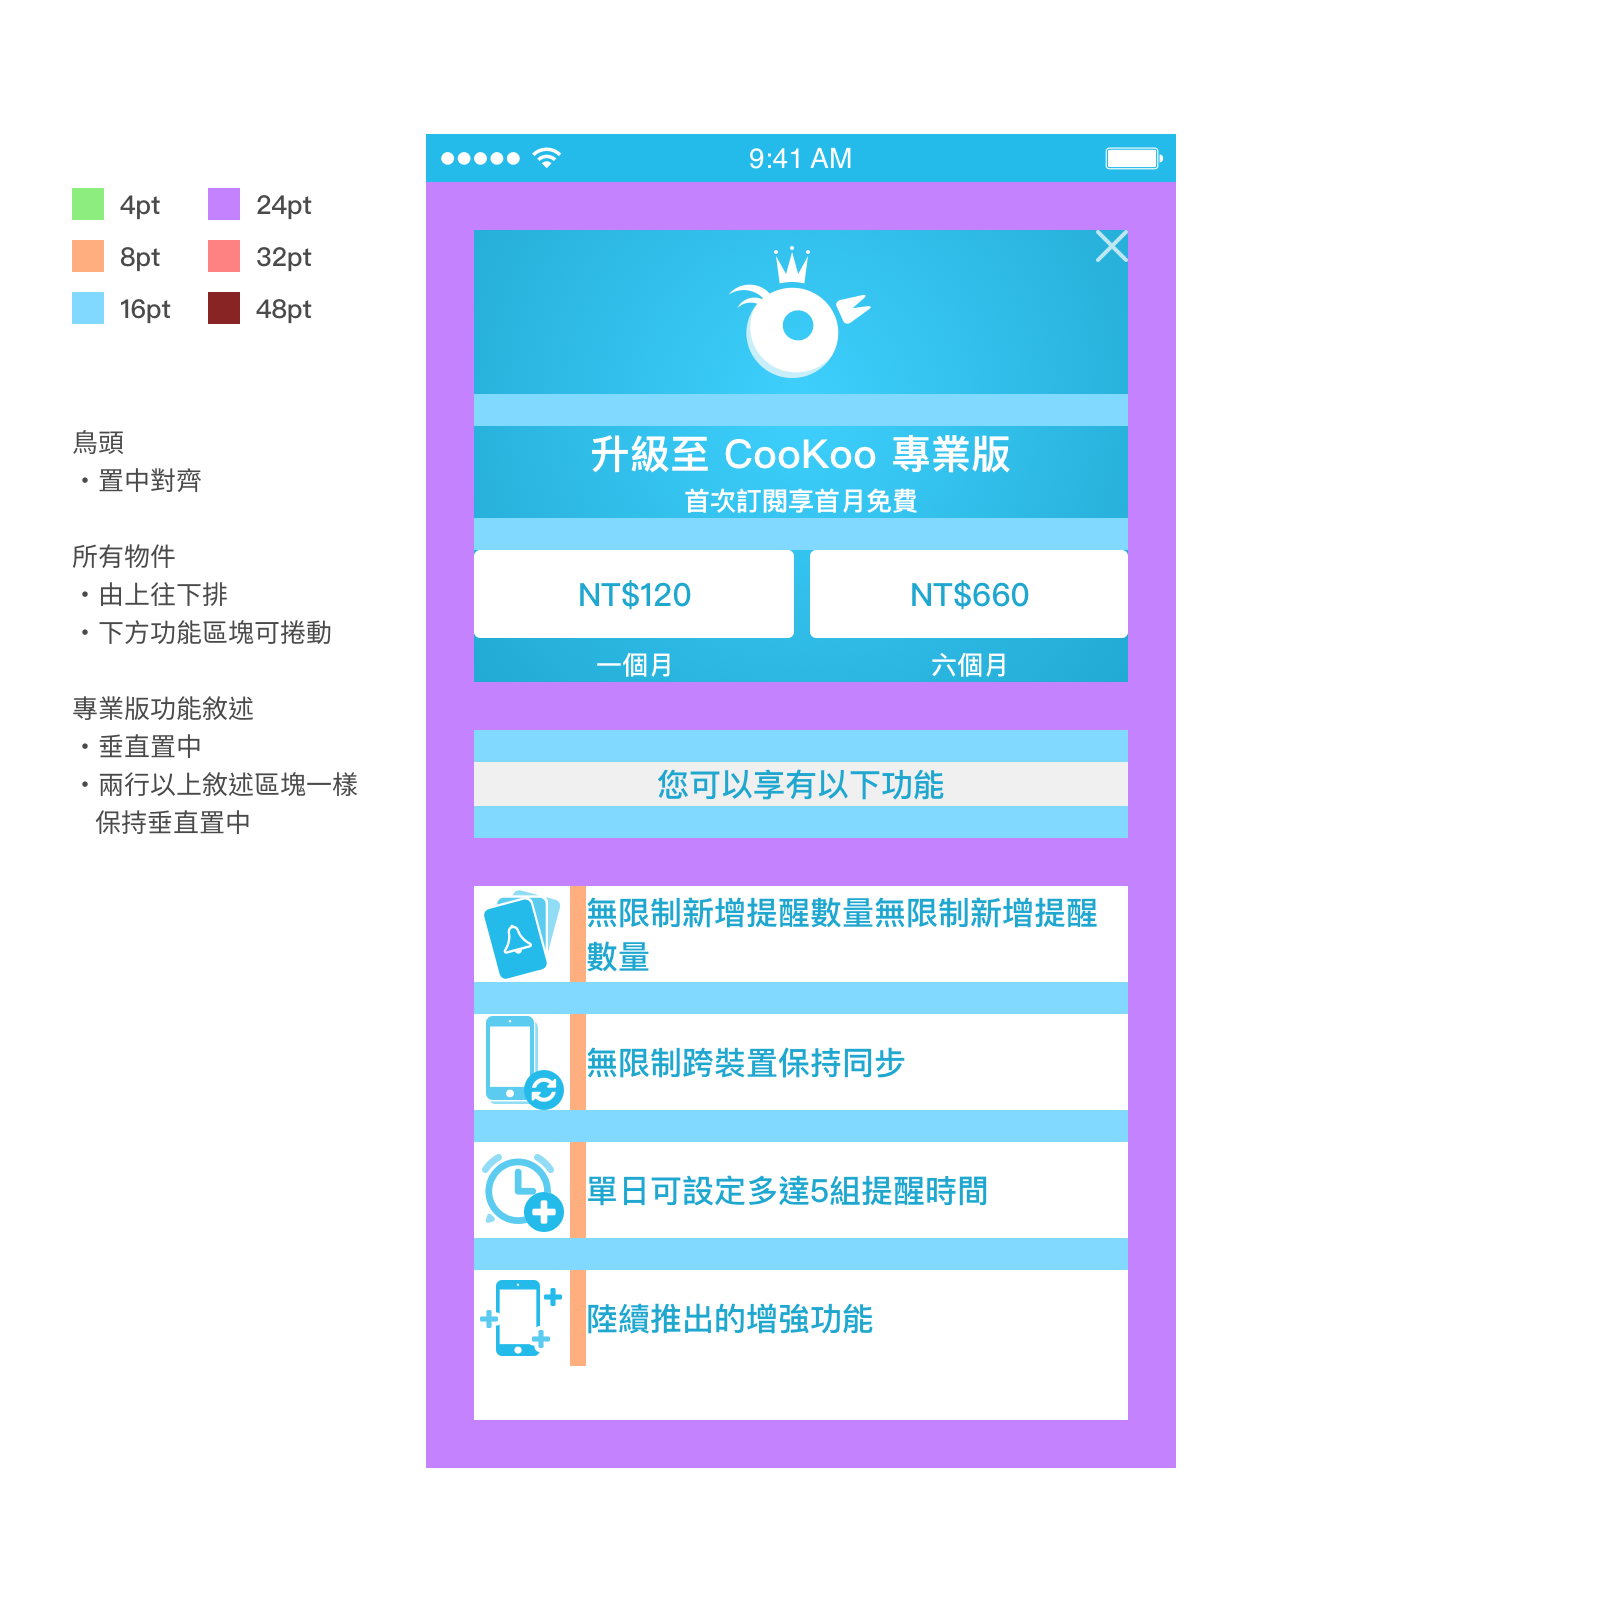 4pt
24pt
8pt
32pt
16pt
48pt
鳥頭
・置中對齊
所有物件
・由上往下排
・下方功能區塊可捲動
專業版功能敘述
・垂直置中
・兩行以上敘述區塊一樣
保持垂直置中
9:41 AM
升級至 CooKoo 專業版
首次訂閱享首月免費
NT$120
NT$660
一個月
六個月
您可以享有以下功能
無限制新增提醒數量無限制新增提醒
數量
無限制跨裝置保持同步
單日可設定多達5組提醒時間
陸續推出的增強功能